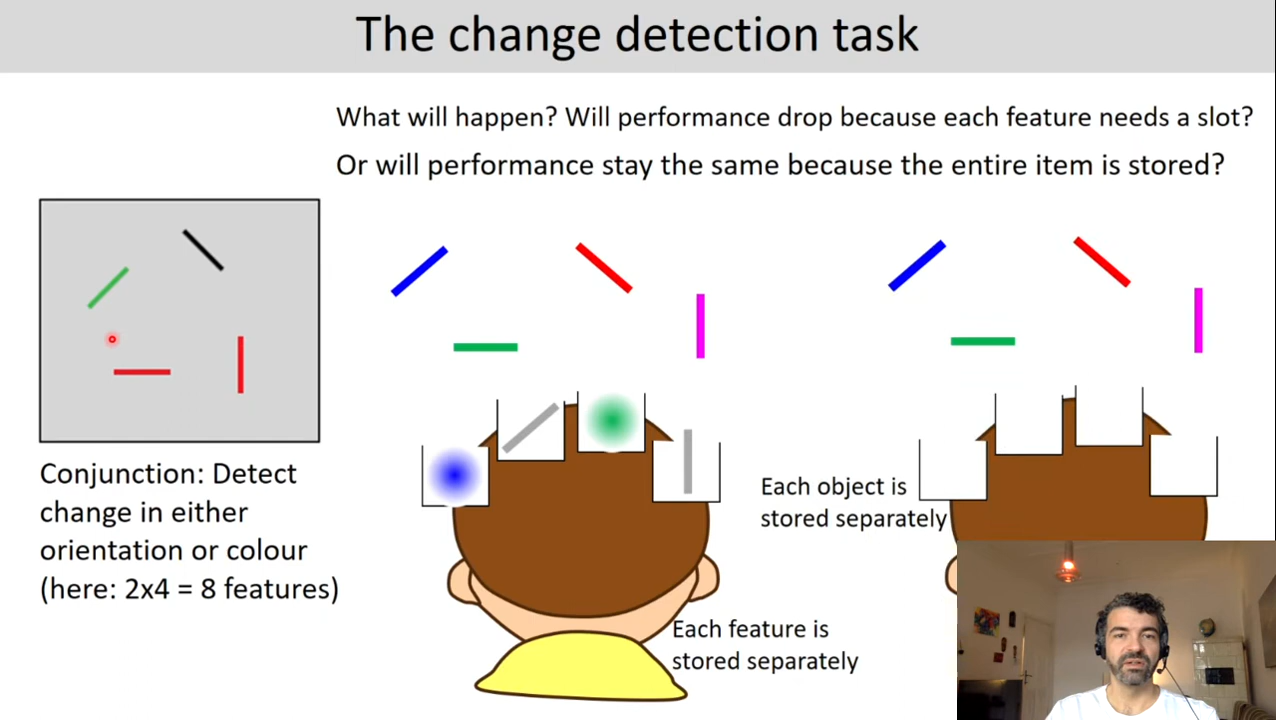 The change detection task
What will happen? Will performance drop because each feature needs a slot?
Or will performance stay the same because the entire item is stored?
Conjunction: Detect
change in either
orientation or colour
(here: 2x4 = 8 features)
Each feature is
stored separately
Each object is
stored separately